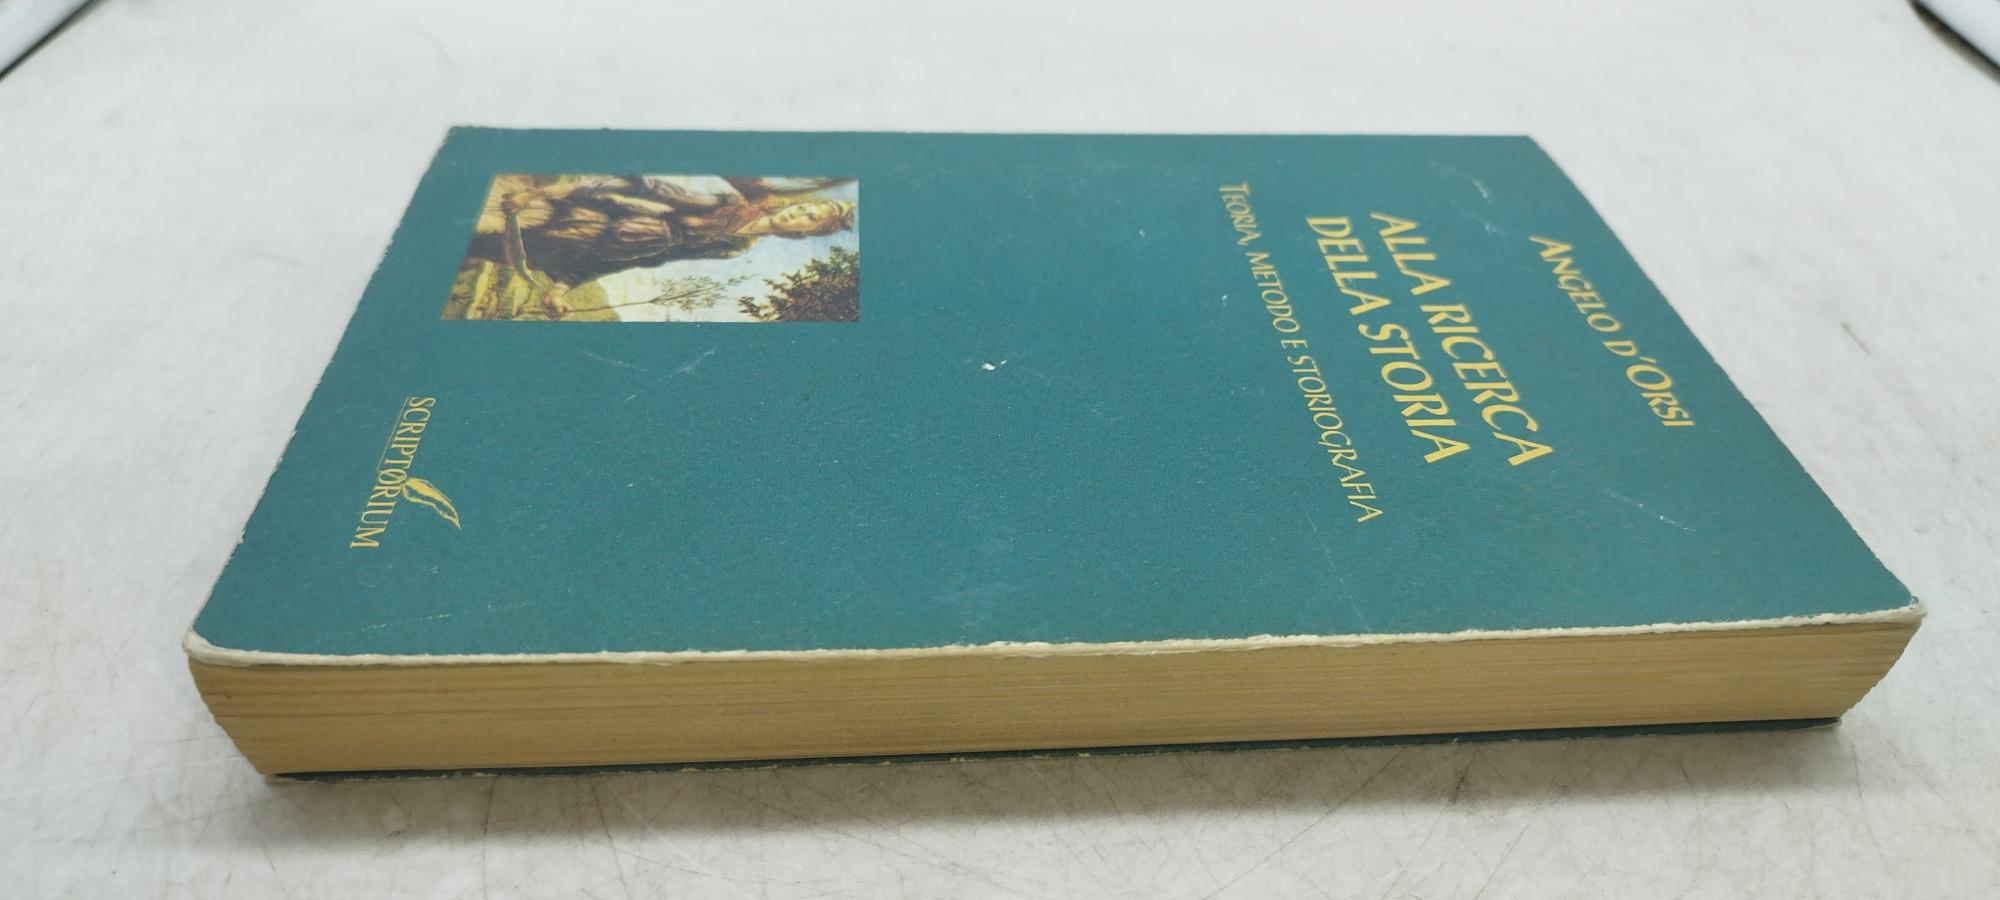 ANGELO D'ORSI
ALLA RICERCA
DELLA STORIA
TEORIA, METODO E STORIOGRAFIA
SCRIPTORIUM